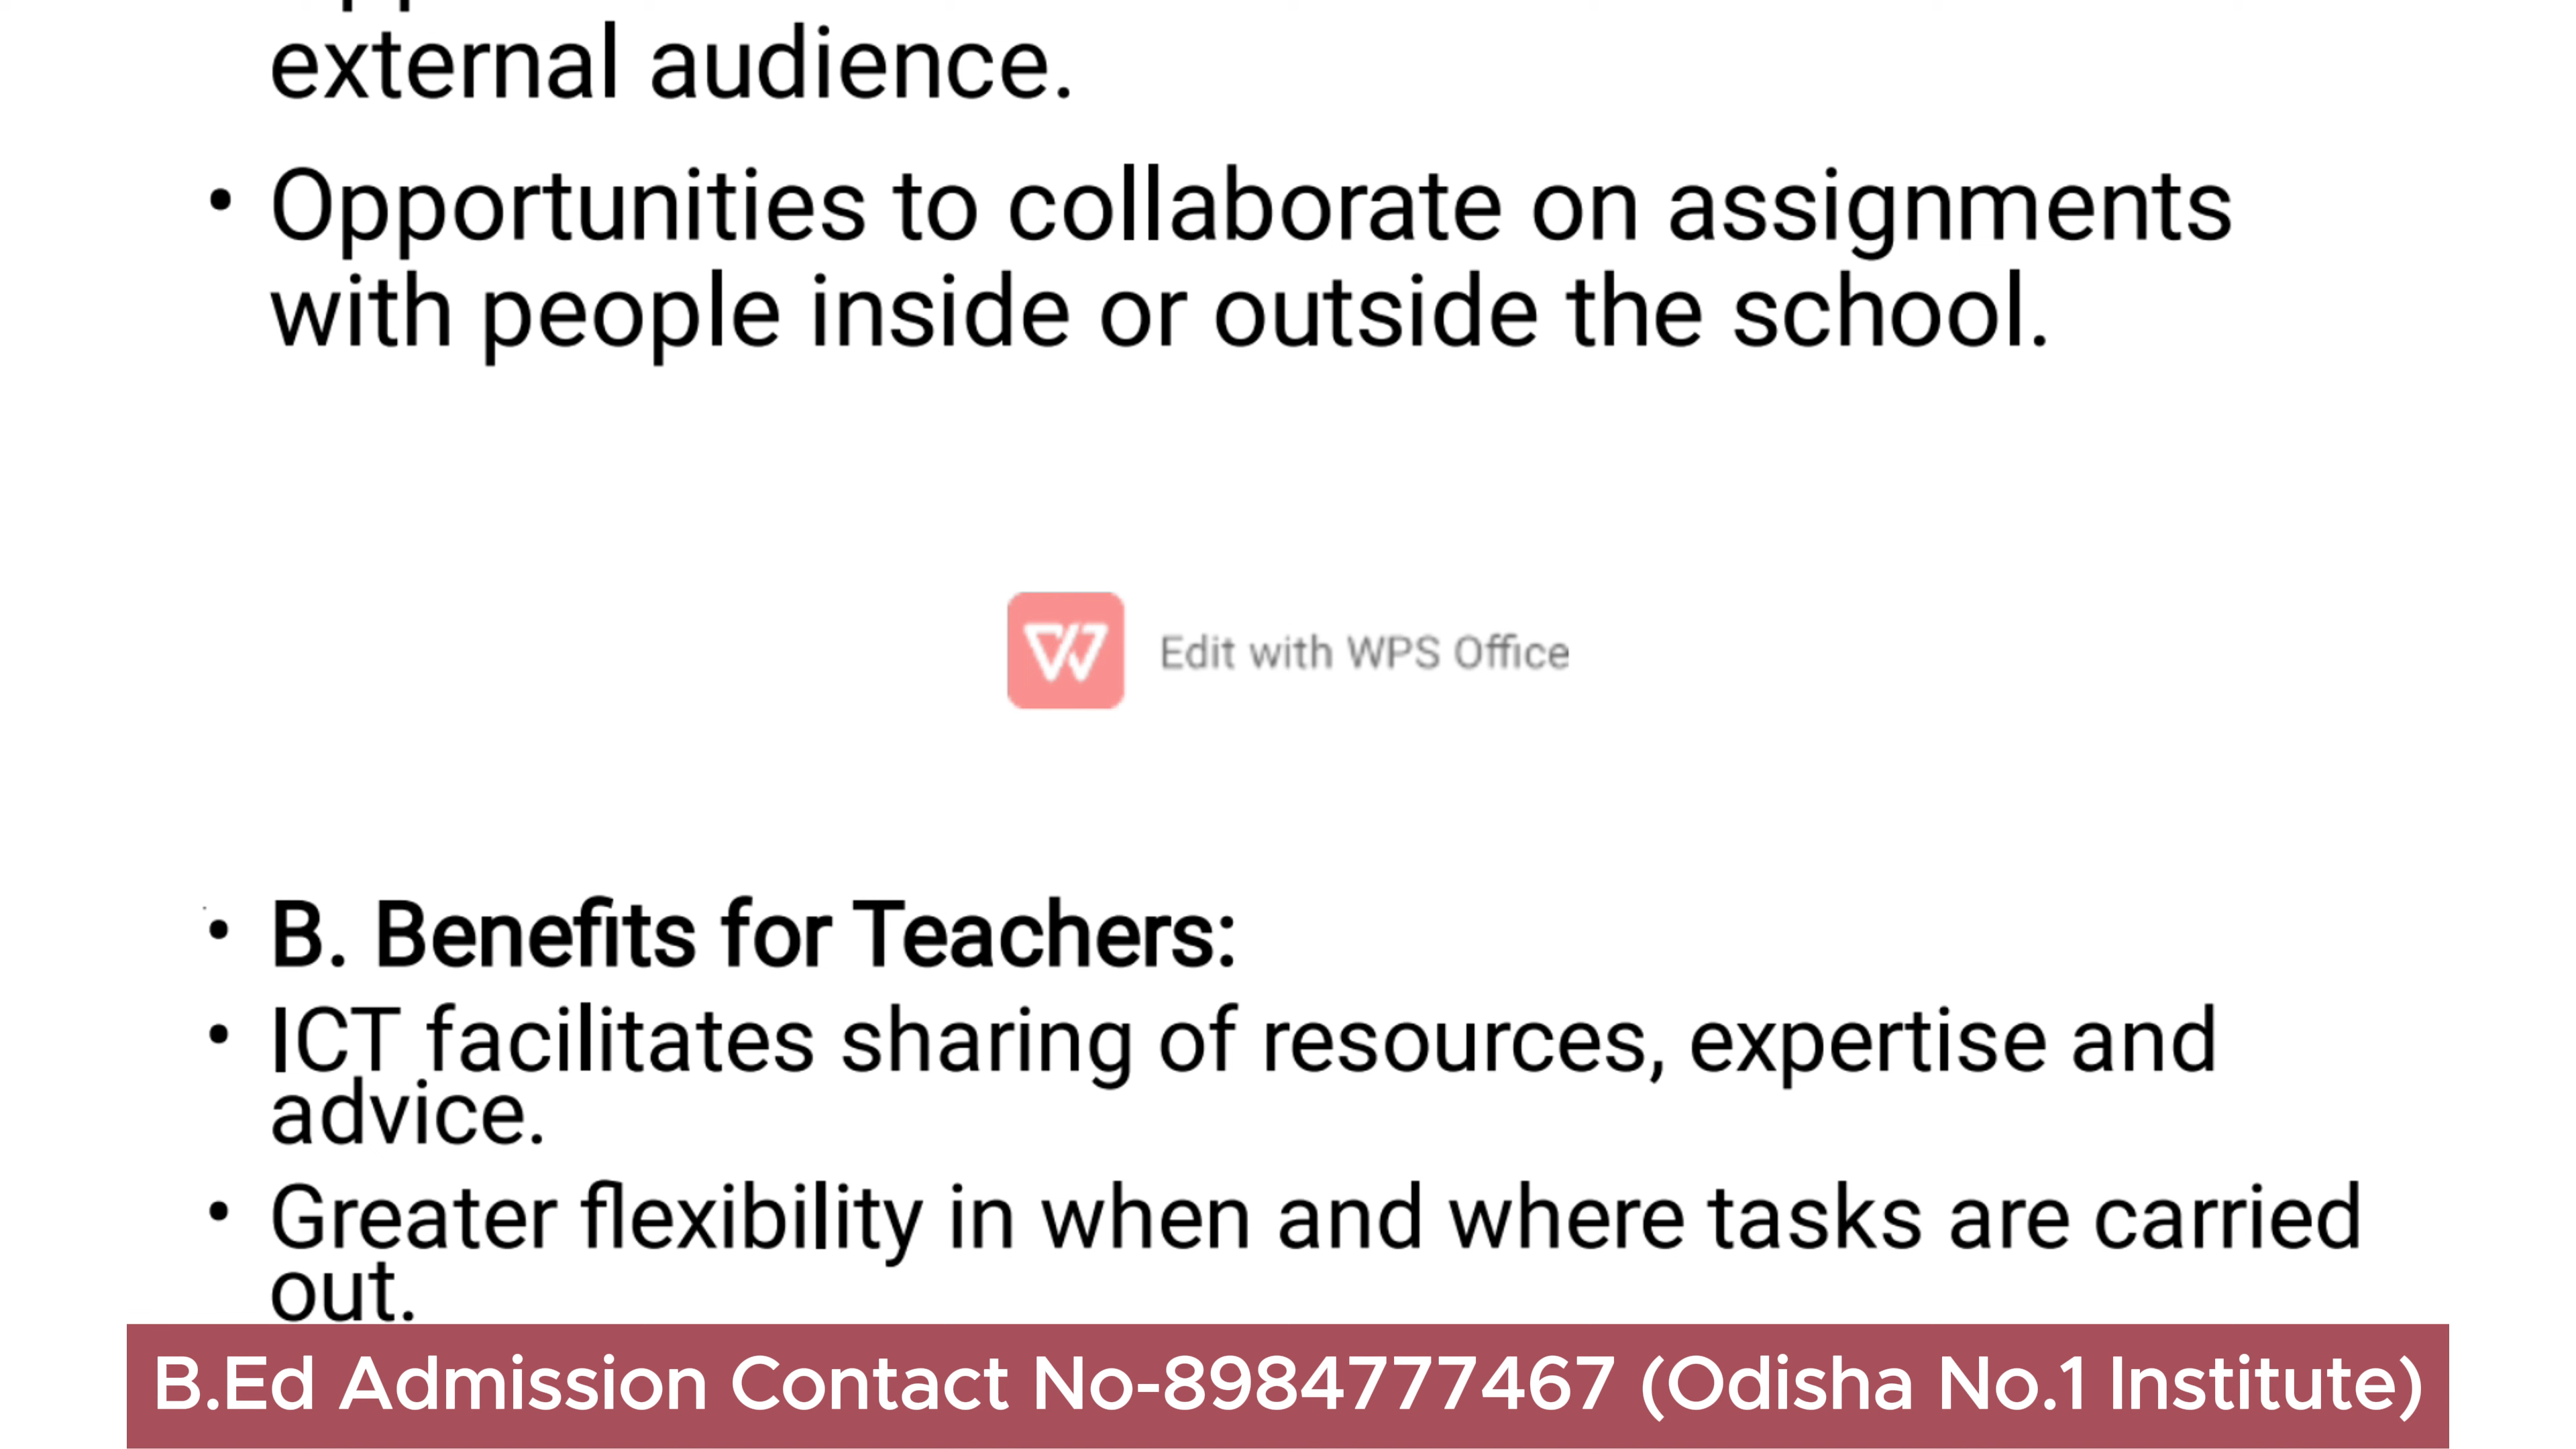 external audience.
• Opportunities to collaborate on assignments
with people inside or outside the school.
Edit with WPS Office
• B. Benefits for Teachers:
• ICT facilitates sharing of resources, expertise and
advice.
• Greater flexibility in when and where tasks are carried
out.
B.Ed Admission Contact No-8984777467 (Odisha No.1 Institute)